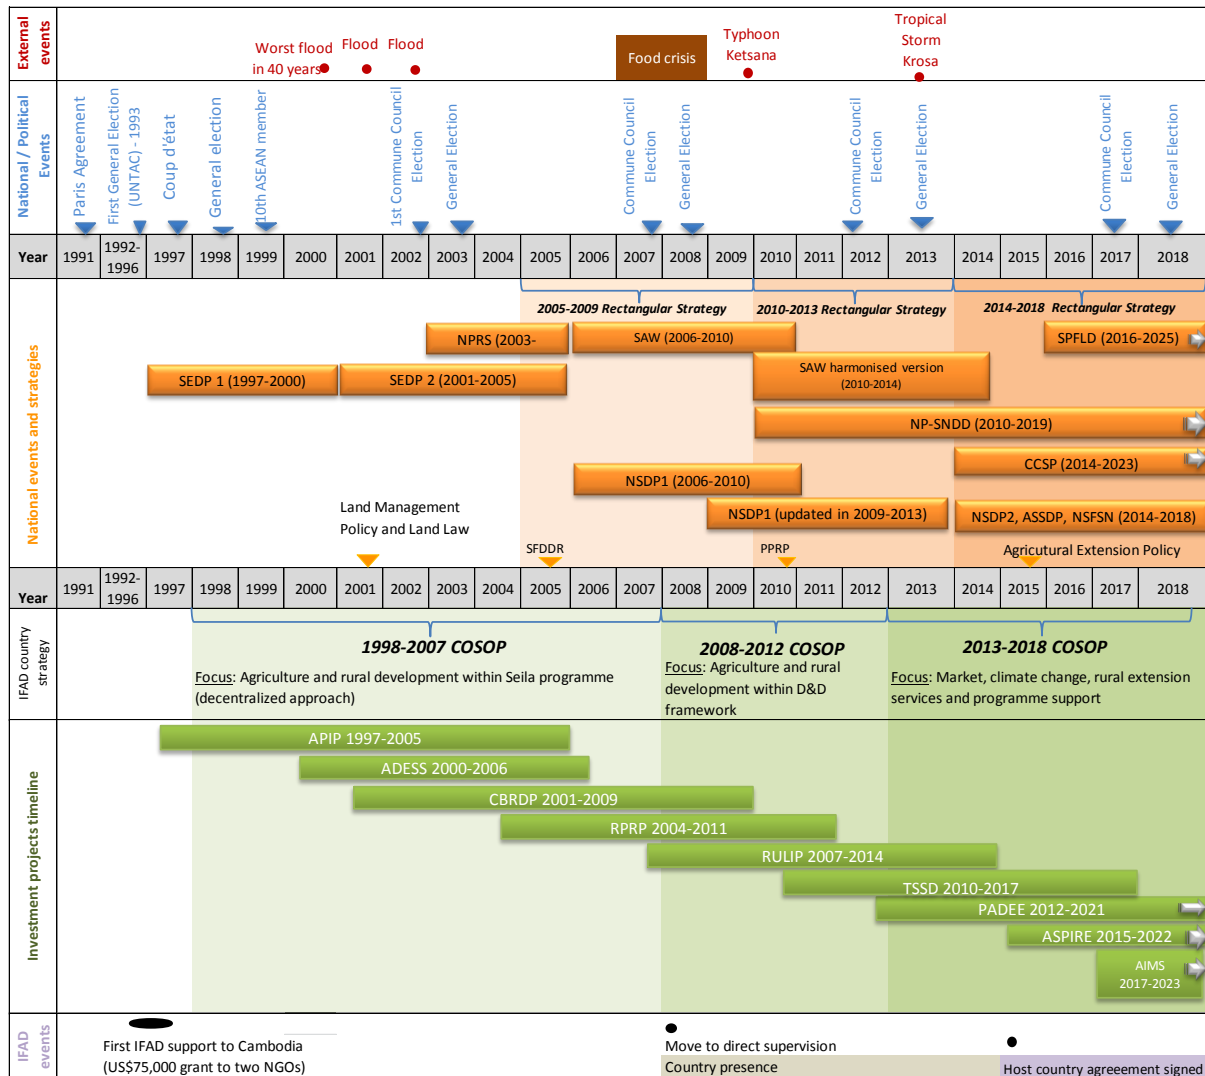 External
events
Worst flood
in 40 years
Flood
Flood
Food crisis
Typhoon
Ketsana
Tropical
Storm
Krosa
National / Political
Events
Paris Agreement
First General Election
(UNTAC) - 1993
Coup d'état
General election
10th ASEAN member
1st Commune Council
Election
General Election
Commune Council
Election
General Election
Commune Council
Election
General Election
Commune Council
Election
General Election
Year 1991 1992-1996 1997 1998 1999 2000 2001 2002 2003 2004 2005 2006 2007 2008 2009 2010 2011 2012 2013 2014 2015 2016 2017 2018
National events and strategies
2005-2009 Rectangular Strategy
2010-2013 Rectangular Strategy
2014-2018 Rectangular Strategy
NPRS (2003-
SAW (2006-2010)
SPFLD (2016-2025)
SEDP 1 (1997-2000)
SEDP 2 (2001-2005)
SAW harmonised version
(2010-2014)
NP-SNDD (2010-2019)
CCSP (2014-2023)
NSDP1 (2006-2010)
NSDP1 (updated in 2009-2013)
NSDP2, ASSDP, NSFSN (2014-2018)
Land Management
Policy and Land Law
SFDDR
PPRP
Agricutural Extension Policy
Year 1991 1992-1996 1997 1998 1999 2000 2001 2002 2003 2004 2005 2006 2007 2008 2009 2010 2011 2012 2013 2014 2015 2016 2017 2018
IFAD country
strategy
1998-2007 COSOP
Focus: Agriculture and rural development within Seila programme
(decentralized approach)
2008-2012 COSOP
Focus: Agriculture and rural
development within D&D
framework
2013-2018 COSOP
Focus: Market, climate change, rural extension
services and programme support
Investment projects timeline
APIP 1997-2005
ADESS 2000-2006
CBRDP 2001-2009
RPRP 2004-2011
RULIP 2007-2014
TSSD 2010-2017
PADEE 2012-2021
ASPIRE 2015-2022
AIMS
2017-2023
IFAD
events
First IFAD support to Cambodia
(US$75,000 grant to two NGOs)
Move to direct supervision
Country presence
Host country agreeement signed